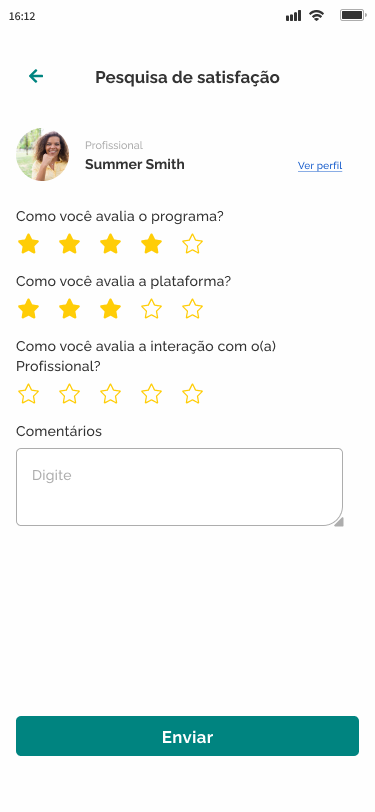 16:12
Pesquisa de satisfação
Profissional
Summer Smith
Ver perfil
Como você avalia o programa?
Como você avalia a plataforma?
Como você avalia a interação com o(a)
Profissional?
Comentários
Digite
Enviar